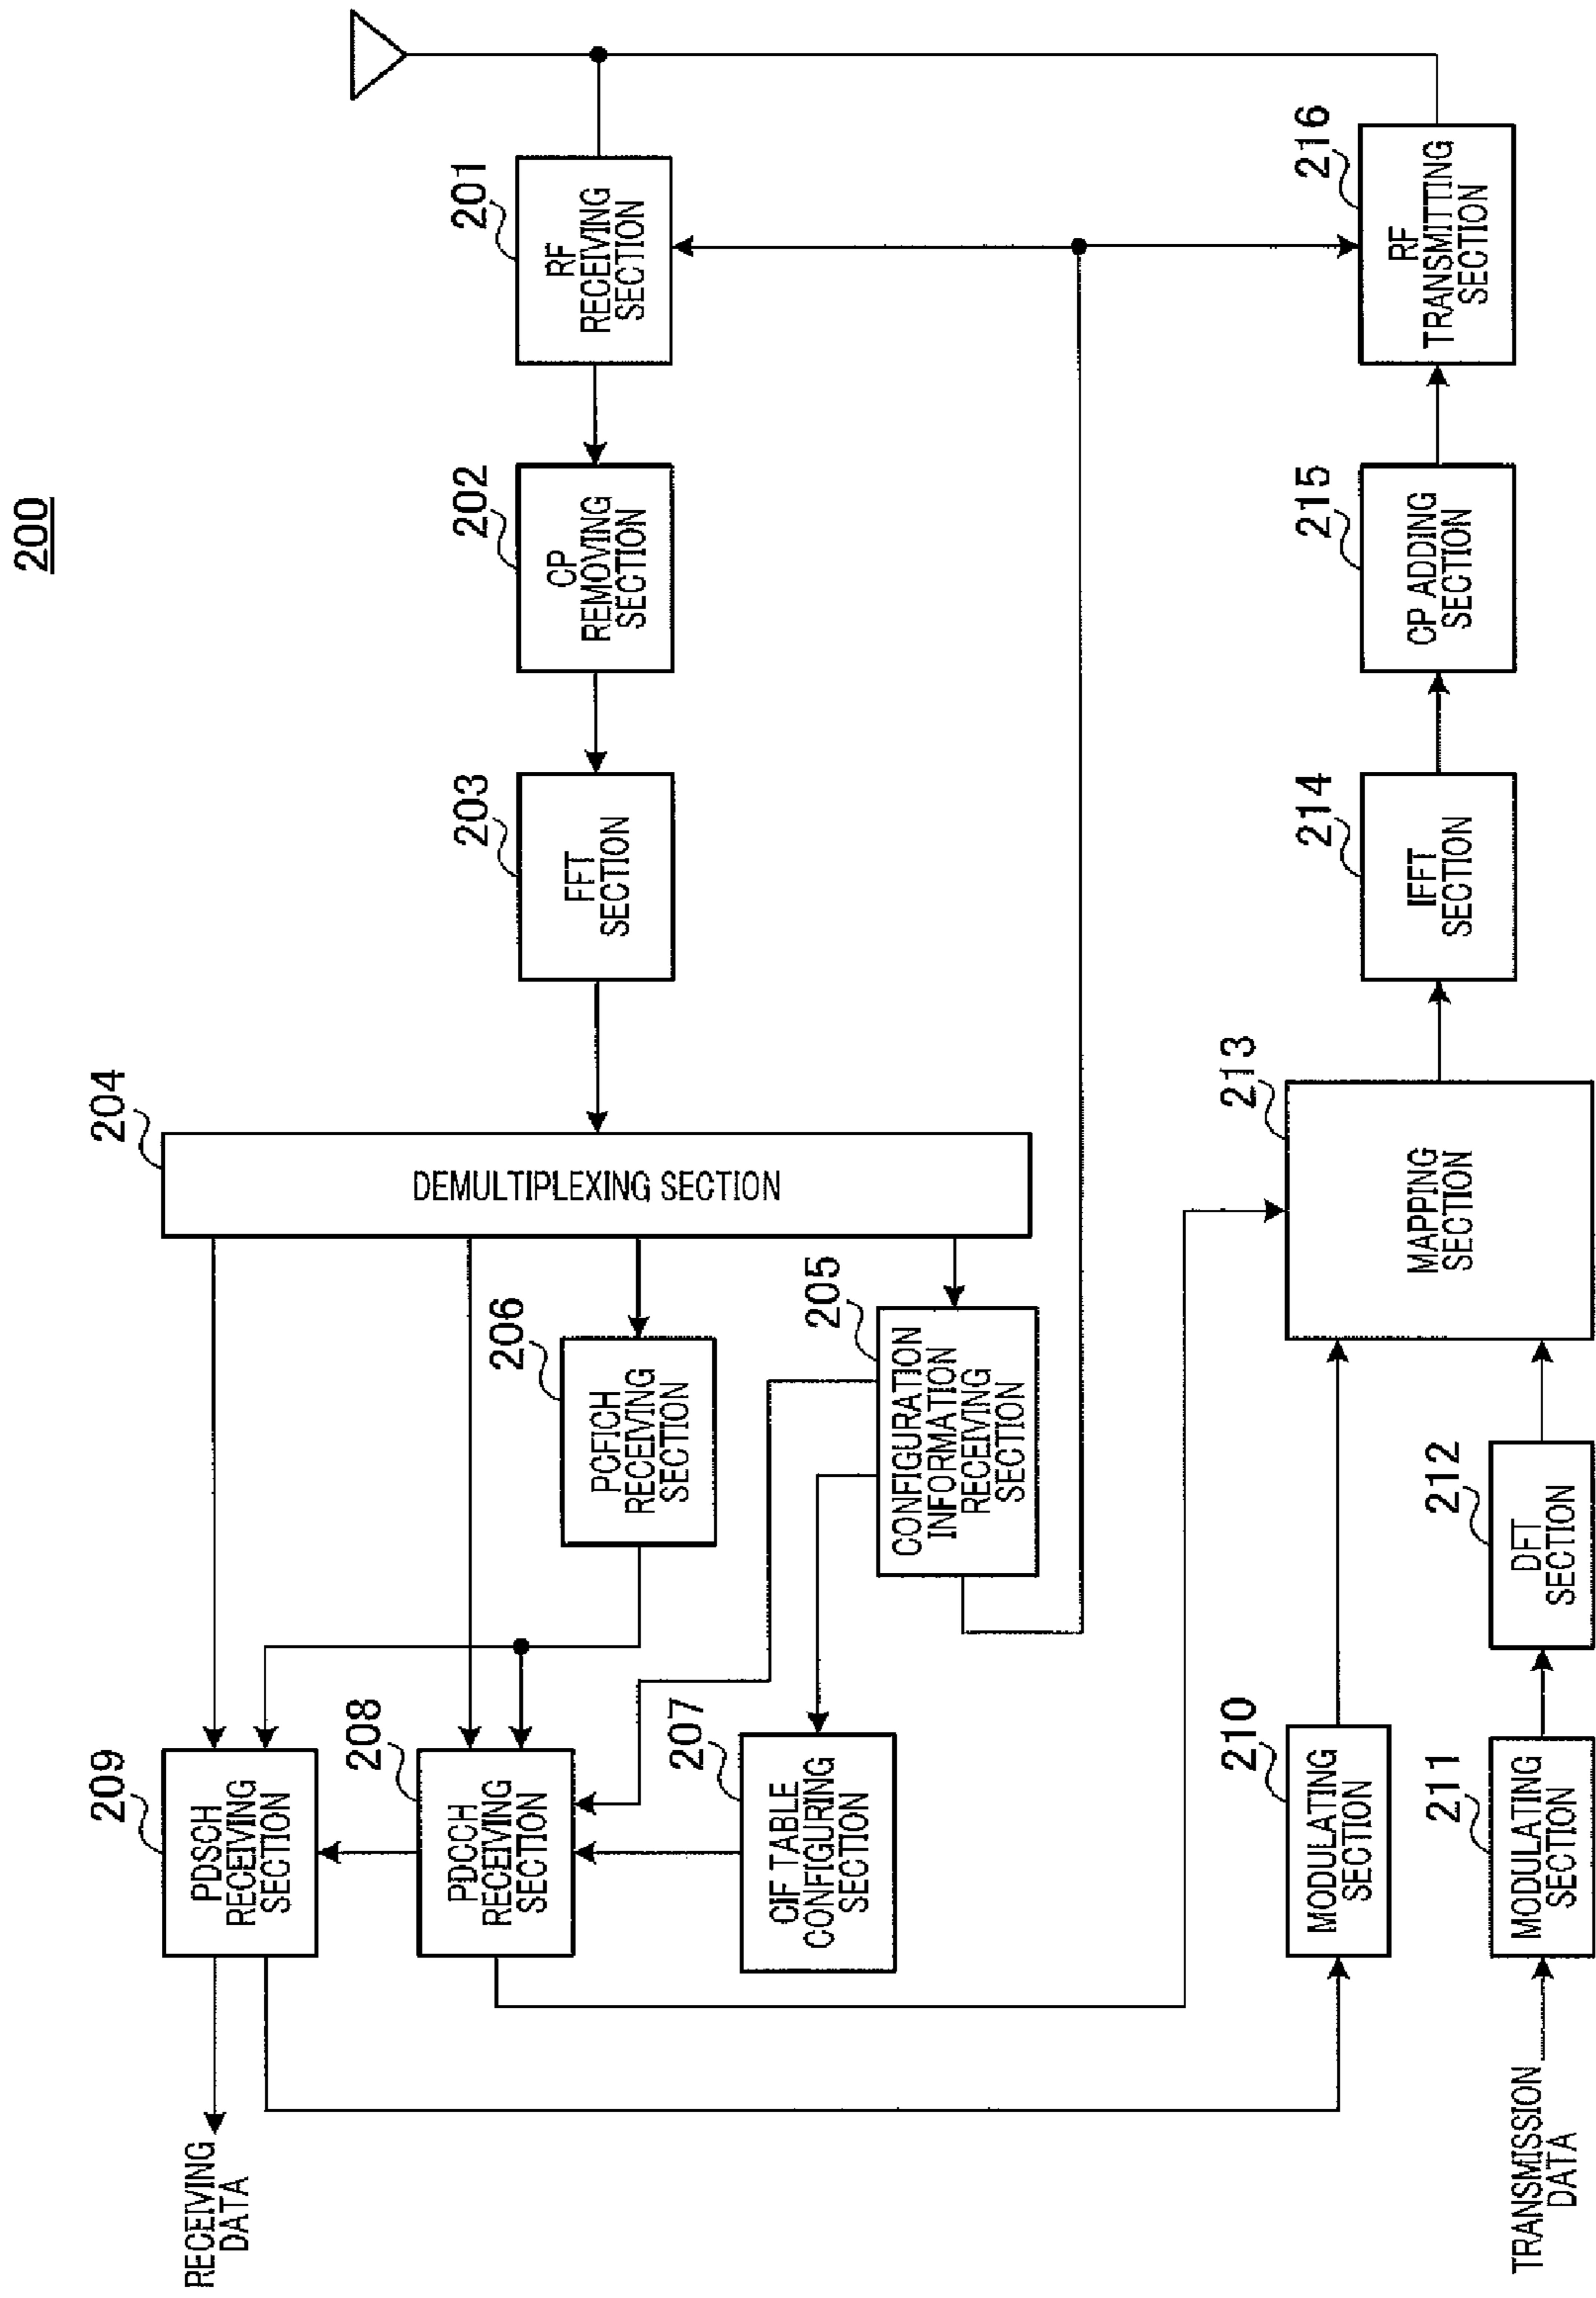 200
201
RF
RECEIVING
SECTION
202
CP
REMOVING
SECTION
203
FFT
SECTION
204
DEMULTIPLEXING SECTION
205
CONFIGURATION
INFORMATION
RECEIVING
SECTION
206
PCFICH
RECEIVING
SECTION
207
CIF TABLE
CONFIGURING
SECTION
208
PDCCH
RECEIVING
SECTION
209
PDSCH
RECEIVING
SECTION
RECEIVING
DATA
210
MODULATING
SECTION
TRANSMISSION
DATA
211
MODULATING
SECTION
212
DFT
SECTION
213
MAPPING
SECTION
214
IFFT
SECTION
215
CP ADDING
SECTION
216
RF
TRANSMITTING
SECTION